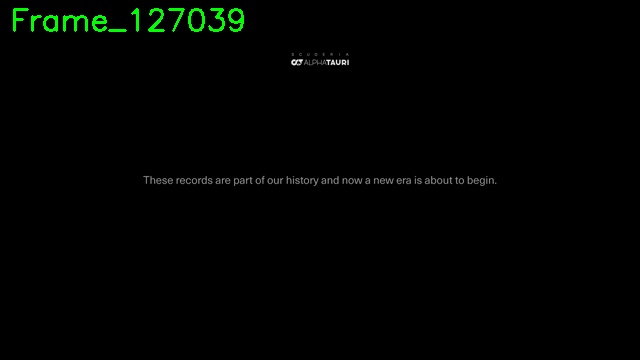 Frame_127039
SCUDERIA
ALPHATAURI
These records are part of our history and now a new era is about to begin.